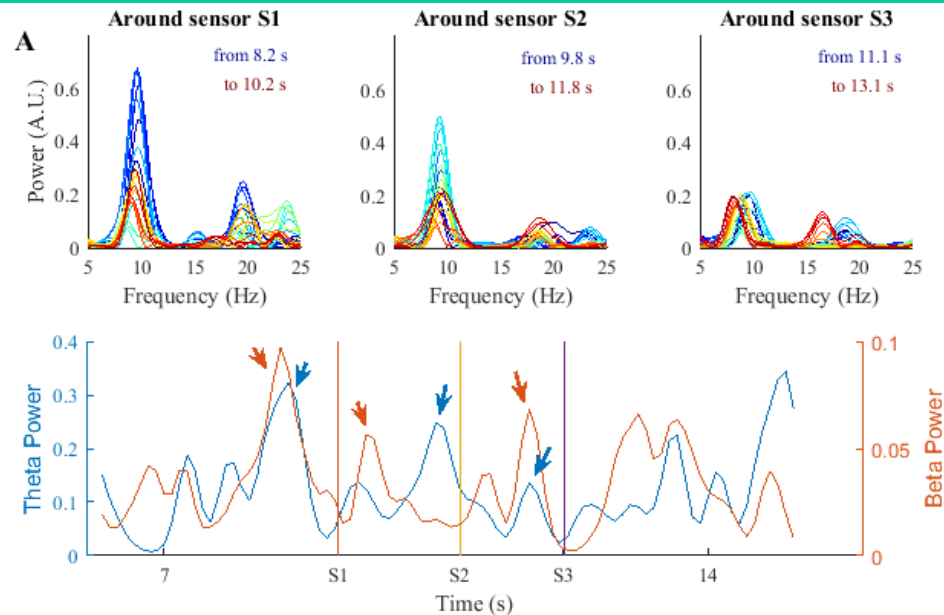 A
Around sensor S1
Around sensor S2
Around sensor S3
from 8.2 s
to 10.2 s
from 9.8 s
to 11.8 s
from 11.1 s
to 13.1 s
Power (A.U.)
0.6
0.4
0.2
0
5 10 15 20 25
Frequency (Hz)
0.6
0.4
0.2
0
5 10 15 20 25
Frequency (Hz)
0.6
0.4
0.2
0
5 10 15 20 25
Frequency (Hz)
Theta Power
0.4
0.3
0.2
0.1
0
Beta Power
0.1
0.05
0
7 S1 S2 S3 14
Time (s)